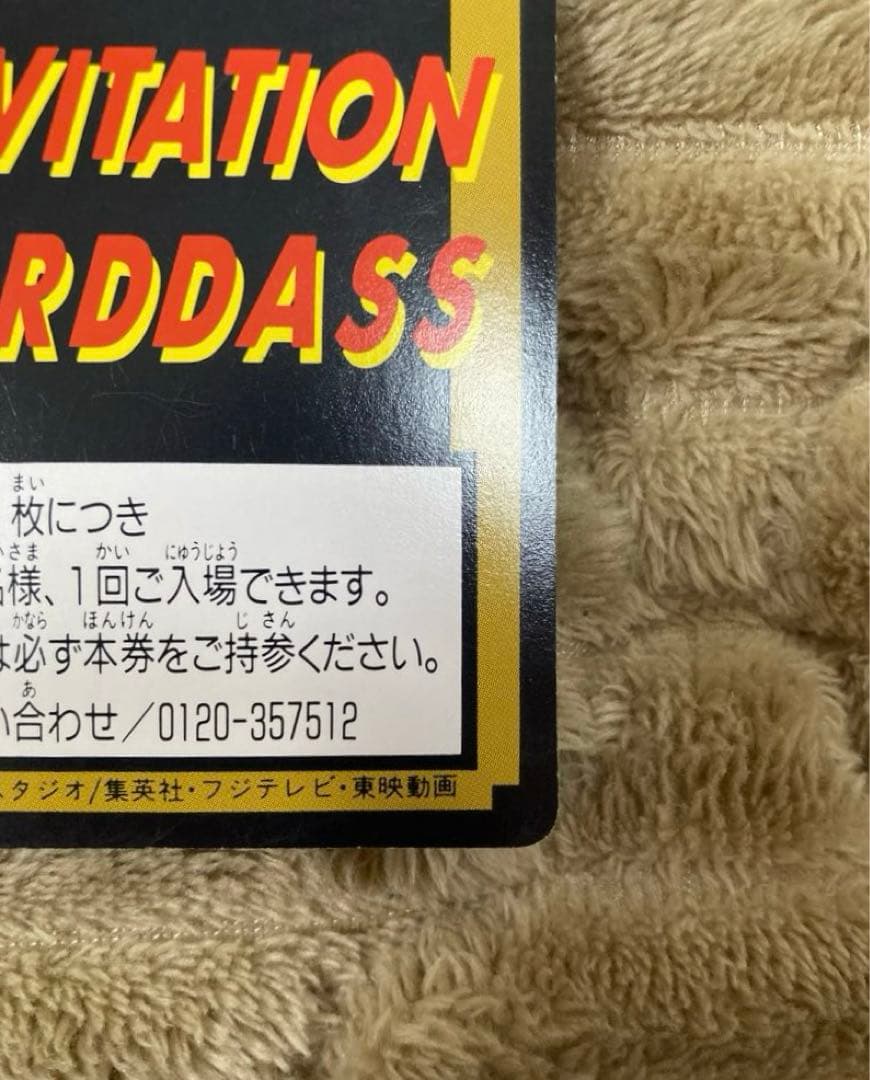 VITATION
RDDASS
まい
枚につき
さま かい にゅうじょう
様、1回ご入場できます。
かなら ほんけん じ さん
は必ず本券をご持参ください。
あ
い合わせ/0120-357512
スタジオ/集英社・フジテレビ・東映動画